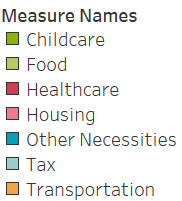 Measure Names
Childcare
Food
Healthcare
Housing
Other Necessities
Tax
Transportation